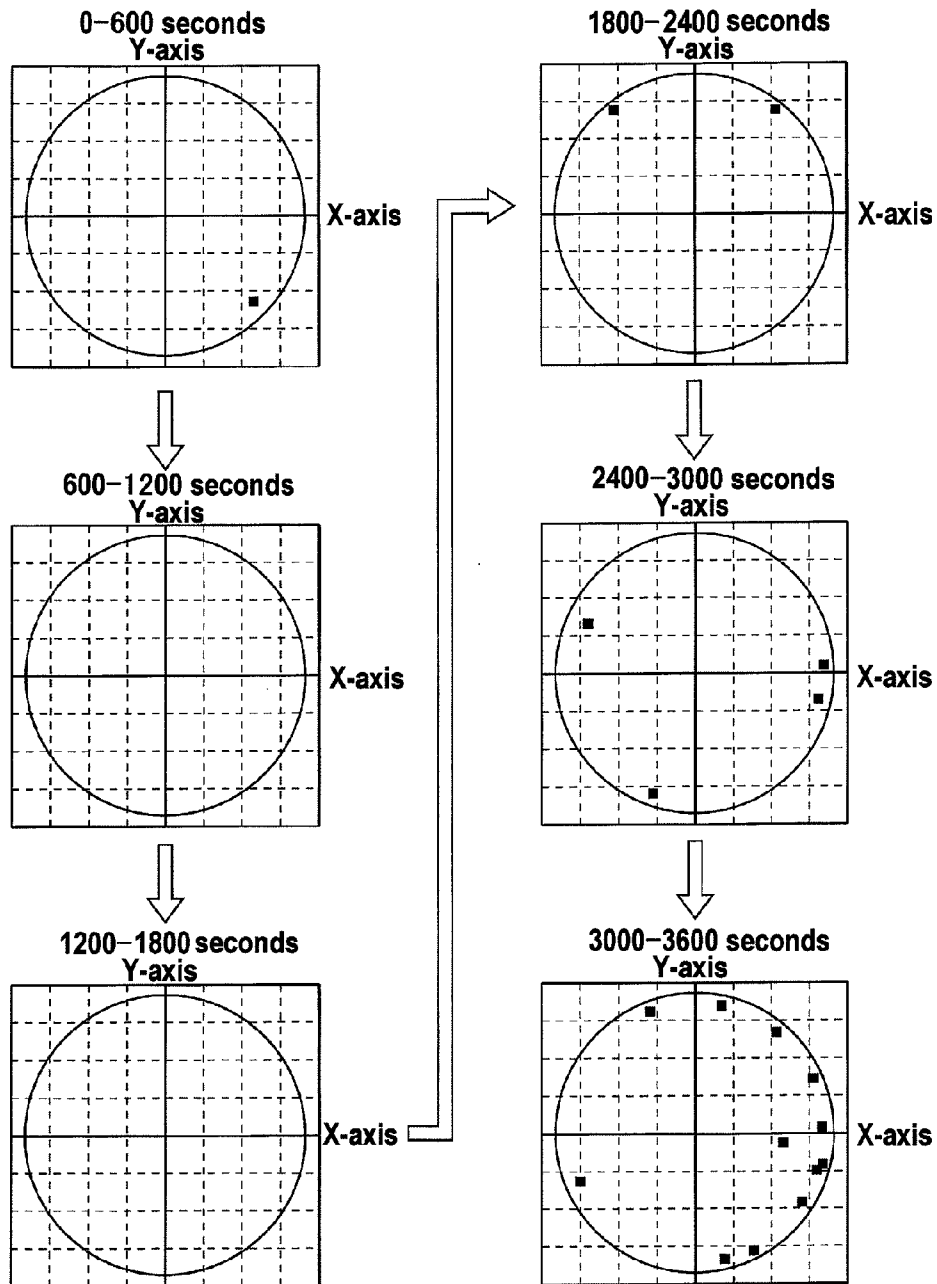 0−600 seconds
Y-axis
X-axis
600−1200 seconds
Y-axis
X-axis
1200−1800 seconds
Y-axis
X-axis
1800−2400 seconds
Y-axis
X-axis
2400−3000 seconds
Y-axis
X-axis
3000−3600 seconds
Y-axis
X-axis